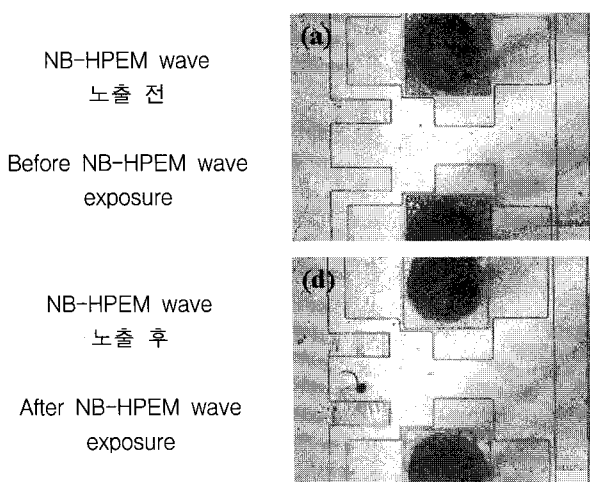 NB-HPEM wave
노출 전
Before NB-HPEM wave
exposure
(a)
NB-HPEM wave
노출 후
After NB-HPEM wave
exposure
(d)